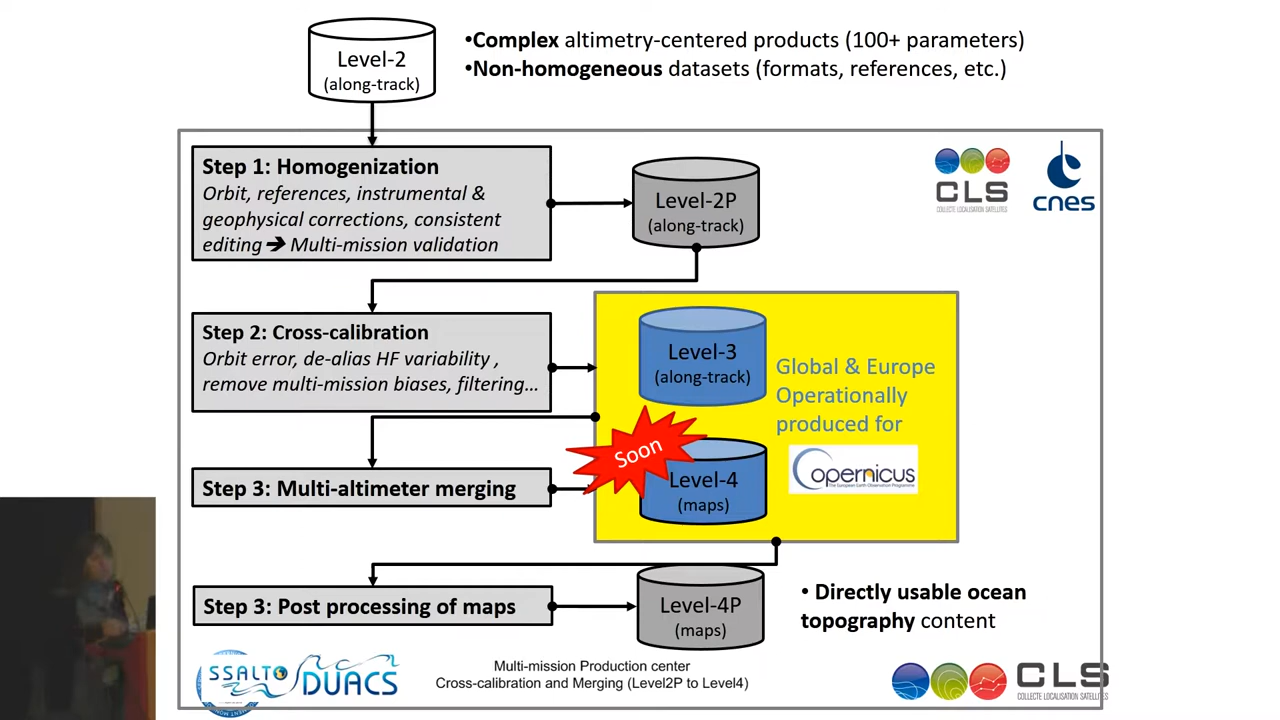 Level-2
(along-track)
•Complex altimetry-centered products (100+ parameters)
•Non-homogeneous datasets (formats, references, etc.)
Step 1: Homogenization
Orbit, references, instrumental &
geophysical corrections, consistent
editing ➔ Multi-mission validation
Level-2P
(along-track)
CLS
COLLECTE LOCALISATION SATELLITES
cnes
Step 2: Cross-calibration
Orbit error, de-alias HF variability ,
remove multi-mission biases, filtering...
Level-3
(along-track)
Global & Europe
Operationally
produced for
Soon
Opernicus
The European Earth Observation Programme
Step 3: Multi-altimeter merging
Level-4
(maps)
Step 3: Post processing of maps
Level-4P
(maps)
• Directly usable ocean
topography content
SSALTO
DUACS
Multi-mission Production center
Cross-calibration and Merging (Level2P to Level4)
CLS
COLLECTE LOCALISATION SATELLITES